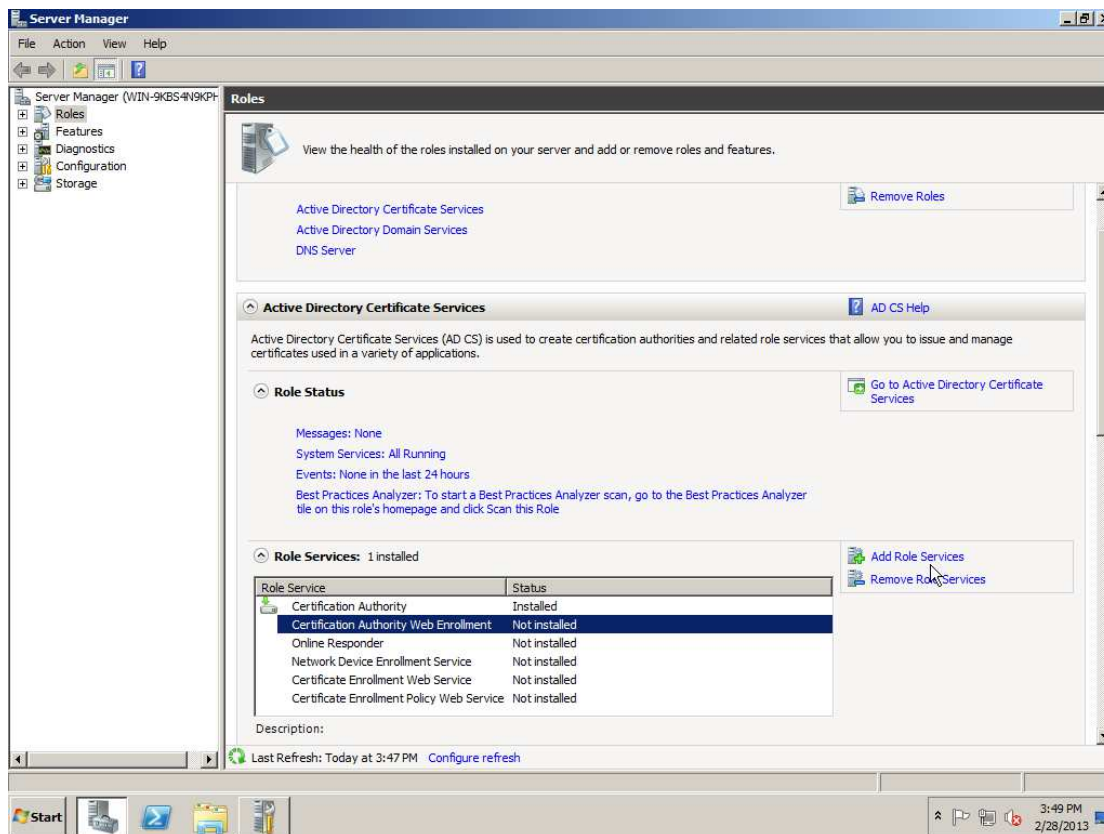 Server Manager
File Action View Help
Server Manager (WIN-9KBS4N9KPH
Roles
Features
Diagnostics
Configuration
Storage
Roles
View the health of the roles installed on your server and add or remove roles and features.
Remove Roles
Active Directory Certificate Services
Active Directory Domain Services
DNS Server
Active Directory Certificate Services
AD CS Help
Active Directory Certificate Services (AD CS) is used to create certification authorities and related role services that allow you to issue and manage
certificates used in a variety of applications.
Role Status
Go to Active Directory Certificate
Services
Messages: None
System Services: All Running
Events: None in the last 24 hours
Best Practices Analyzer: To start a Best Practices Analyzer scan, go to the Best Practices Analyzer
tile on this role's homepage and click Scan this Role
Role Services: 1 installed
Add Role Services
Remove Role Services
Role Service Status
Certification Authority Installed
Certification Authority Web Enrollment Not installed
Online Responder Not installed
Network Device Enrollment Service Not installed
Certificate Enrollment Web Service Not installed
Certificate Enrollment Policy Web Service Not installed
Description:
Last Refresh: Today at 3:47 PM Configure refresh
Start
3:49 PM
2/28/2013